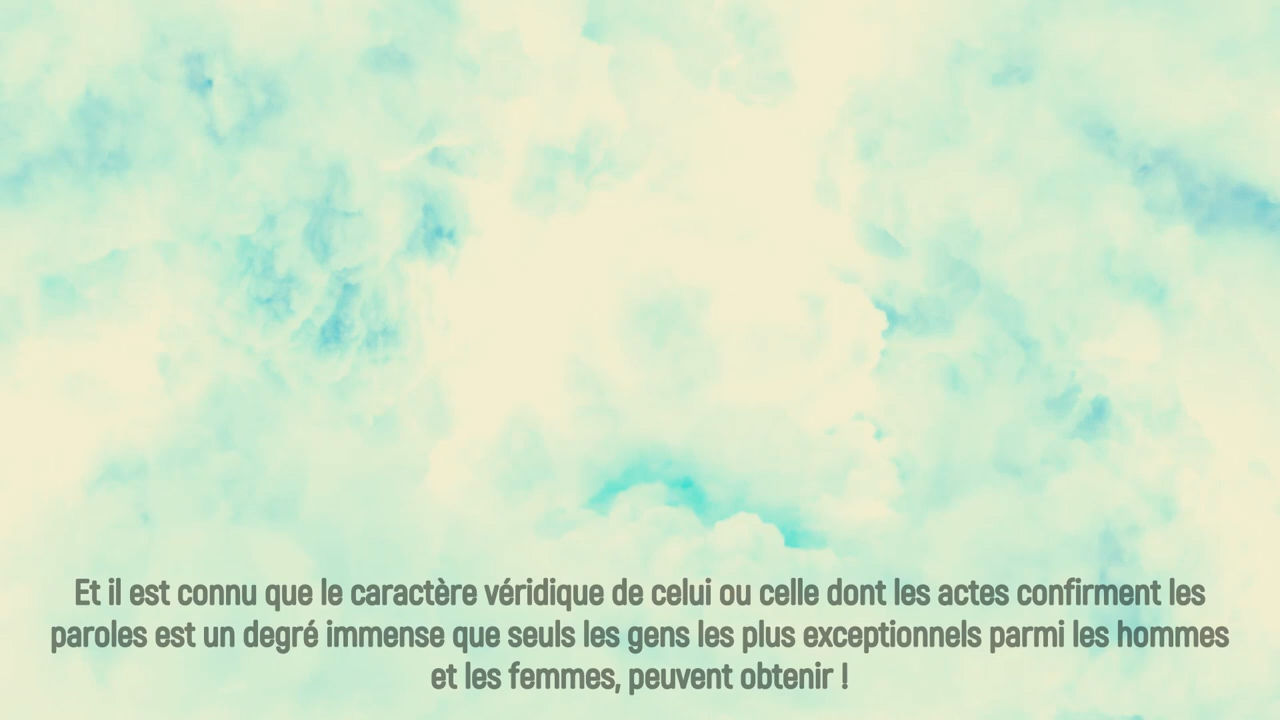 Et il est connu que le caractère véridique de celui ou celle dont les actes confirment les
paroles est un degré immense que seuls les gens les plus exceptionnels parmi les hommes
et les femmes, peuvent obtenir !